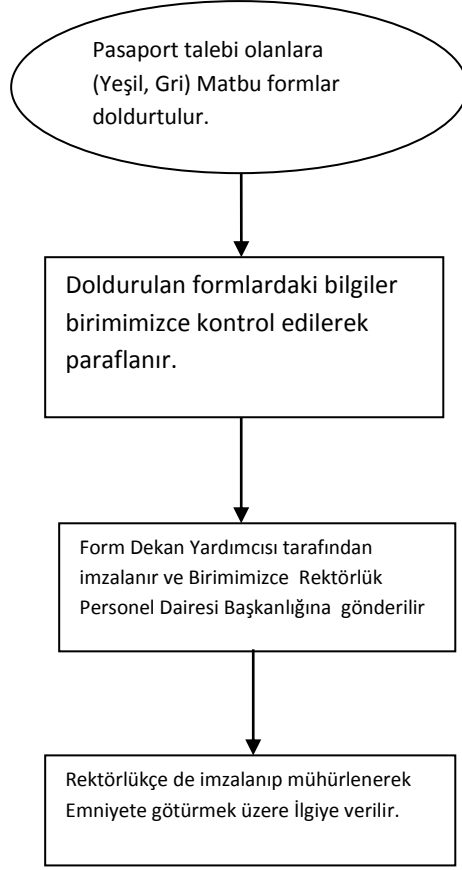 Pasaport talebi olanlara
(Yeşil, Gri) Matbu formlar
doldurtulur.
Doldurulan formlardaki bilgiler
birimimizce kontrol edilerek
paraflanır.
Form Dekan Yardımcısı tarafından
imzalanır ve Birimimizce Rektörlük
Personel Dairesi Başkanlığına gönderilir
Rektörlükçe de imzalanıp mühürlenerek
Emniyete götürmek üzere İlgiye verilir.